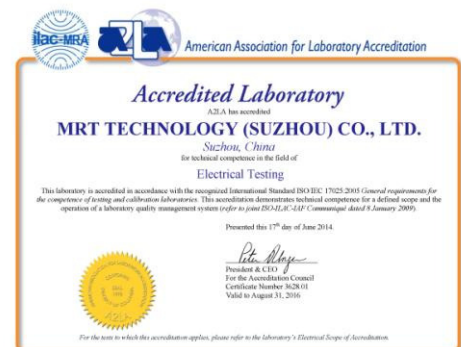 ilac-MRA
A2LA
American Association for Laboratory Accreditation
Accredited Laboratory
A2LA has accredited
MRT TECHNOLOGY (SUZHOU) CO., LTD.
Suzhou, China
for technical competence in the field of
Electrical Testing
This laboratory is accredited in accordance with the recognized International Standard ISO/IEC 17025:2005 General requirements for
the competence of testing and calibration laboratories. This accreditation demonstrates technical competence for a defined scope and the
operation of a laboratory quality management system (refer to joint ISO-ILAC-IAF Communiqué dated 8 January 2009).
Presented this 17th day of June 2014.
President & CEO
For the Accreditation Council
Certificate Number 3628.01
Valid to August 31, 2016
A2LA
For the tests to which this accreditation applies, please refer to the laboratory's Electrical Scope of Accreditation.